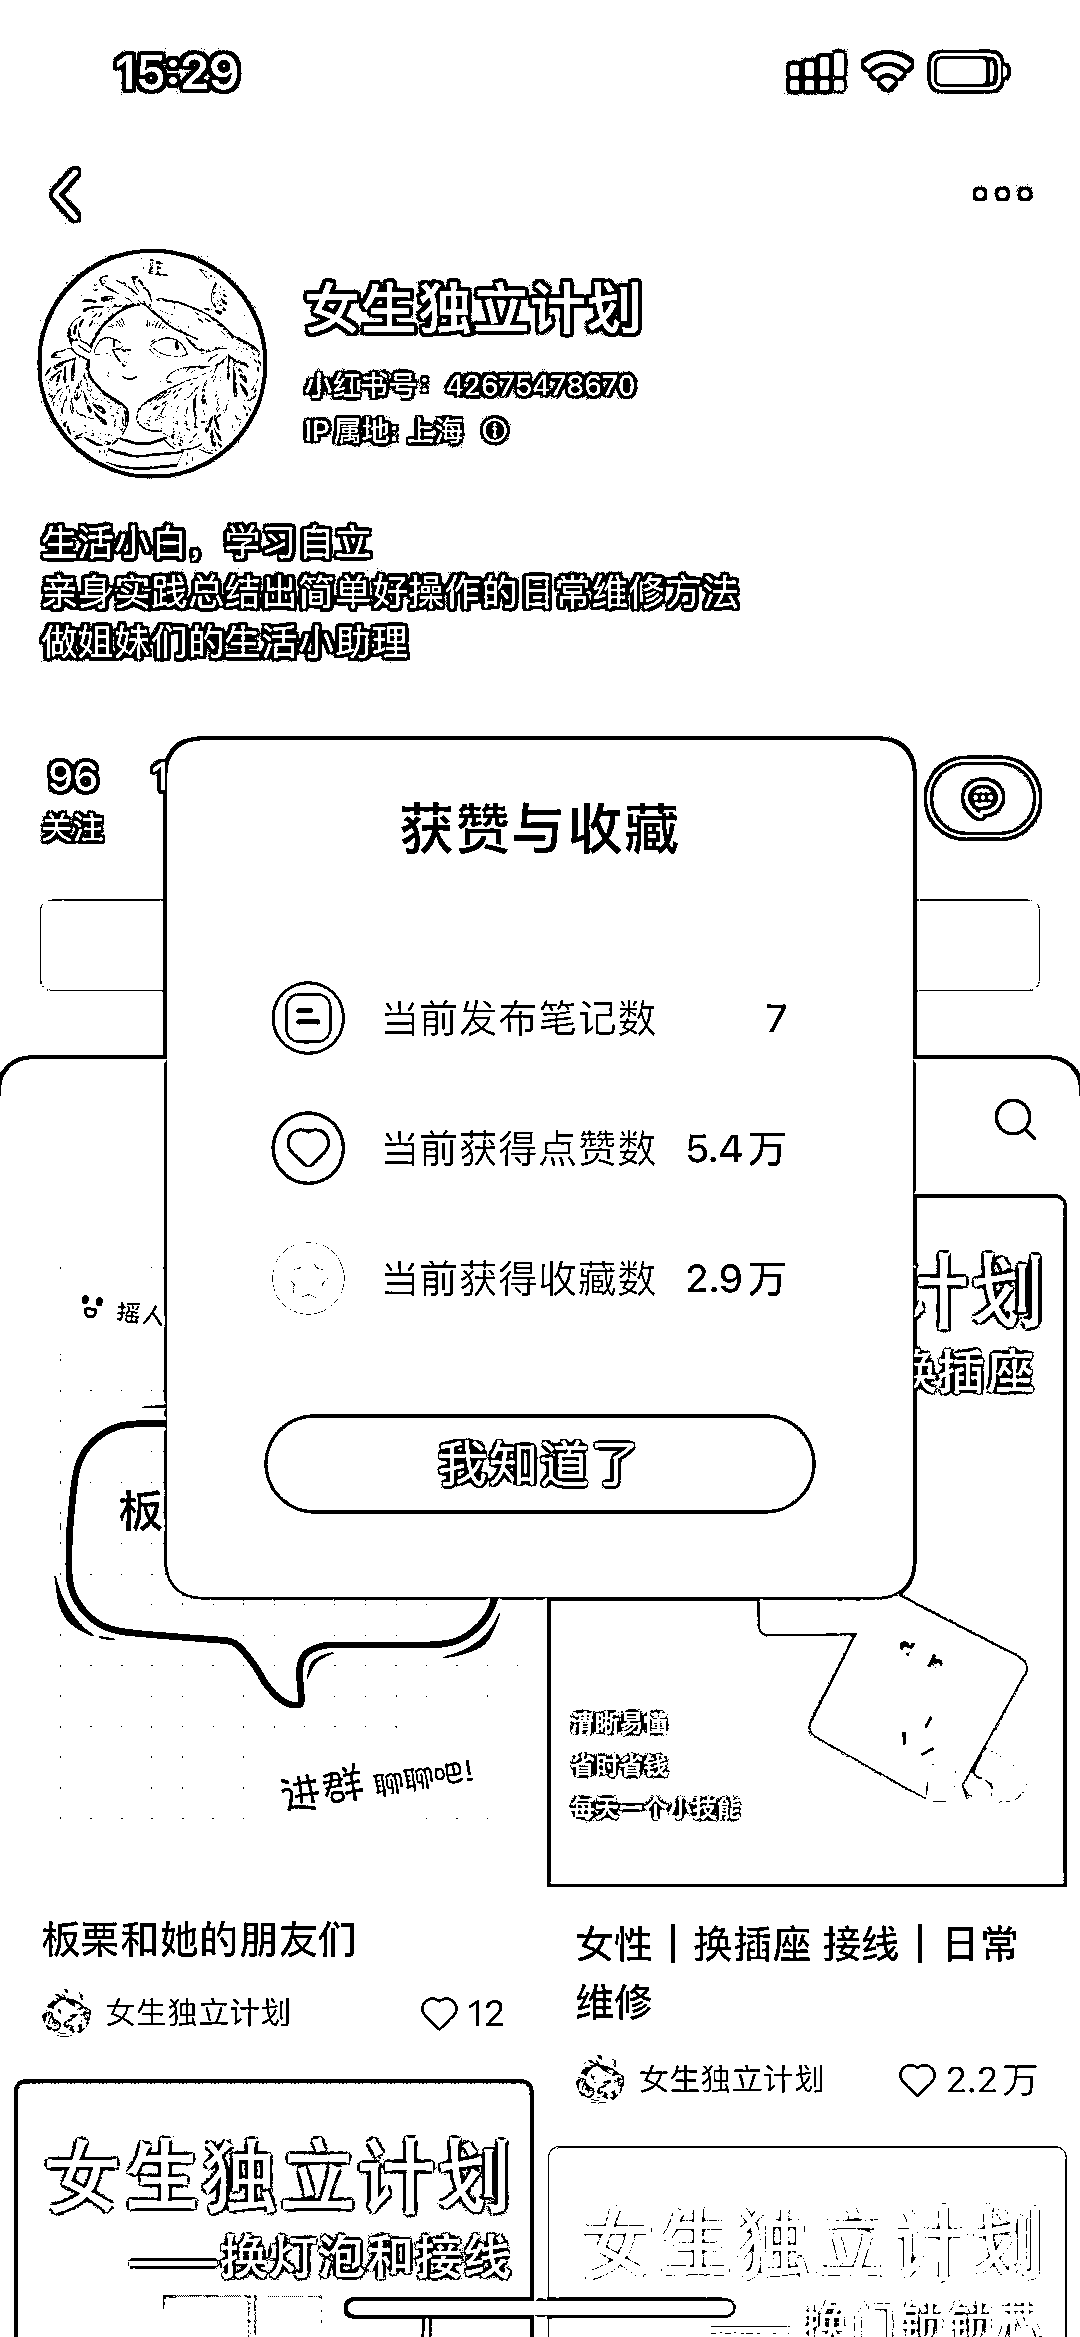 15:29
女生独立计划
小红书号：42675478670
IP属地：上海
生活小白，学习自立
亲身实践总结出简单好操作的日常维修方法
做姐妹们的生活小助理
96
关注
获赞与收藏
当前发布笔记数 7
当前获得点赞数 5.4万
当前获得收藏数 2.9万
我知道了
摇人
板
进群 聊聊吧!
计划
换插座
清晰易懂
省时省钱
每天一个小技能
板栗和她的朋友们
女生独立计划 12
女性｜换插座 接线｜日常
维修
女生独立计划 2.2万
女生独立计划
——换灯泡和接线
女生独立计划